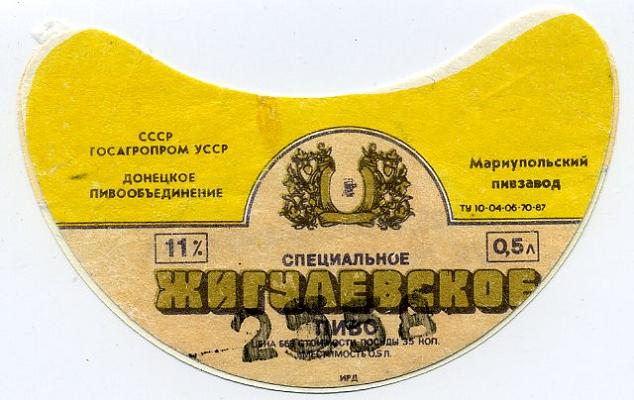 СССР
ГОСАГРОПРОМ УССР
ДОНЕЦКОЕ
ПИВООБЪЕДИНЕНИЕ
Мариупольский
пивзавод
ТУ 10-04-06-70-87
11%
0,5л
СПЕЦИАЛЬНОЕ
ЖИГУЛЕВСКОЕ
ПИВО
ЦЕНА БЕЗ СТОИМОСТИ ПОСУДЫ 35 КОП.
ВМЕСТИМОСТЬЮ 0,5 Л.
ИРД